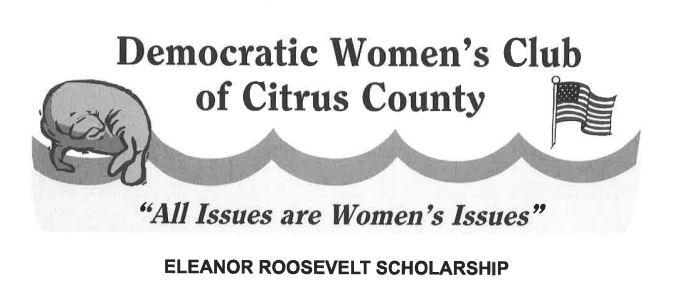 Democratic Women's Club
of Citrus County
"All Issues are Women's Issues"
ELEANOR ROOSEVELT SCHOLARSHIP